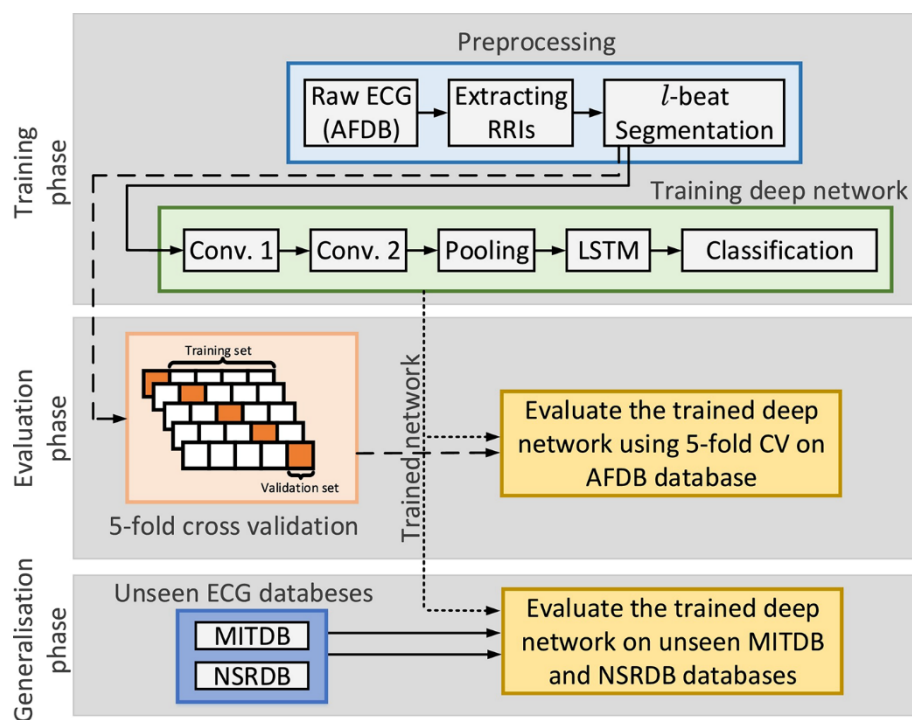 Training
phase
Preprocessing
Raw ECG
(AFDB)
Extracting
RRIs
l-beat
Segmentation
Training deep network
Conv. 1
Conv. 2
Pooling
LSTM
Classification
Evaluation
phase
Training set
Validation set
5-fold cross validation
Trained network
Evaluate the trained deep
network using 5-fold CV on
AFDB database
Generalisation
phase
Unseen ECG databeses
MITDB
NSRDB
Evaluate the trained deep
network on unseen MITDB
and NSRDB databases